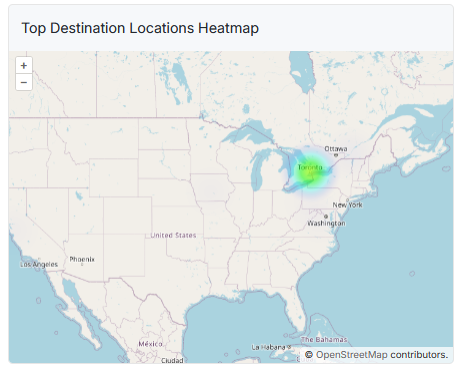 Top Destination Locations Heatmap
+
−
Ottawa
Toronto
New York
Washington
United States
Los Angeles
Phoenix
México
Ciudad
La Habana
The Bahamas
© OpenStreetMap contributors.